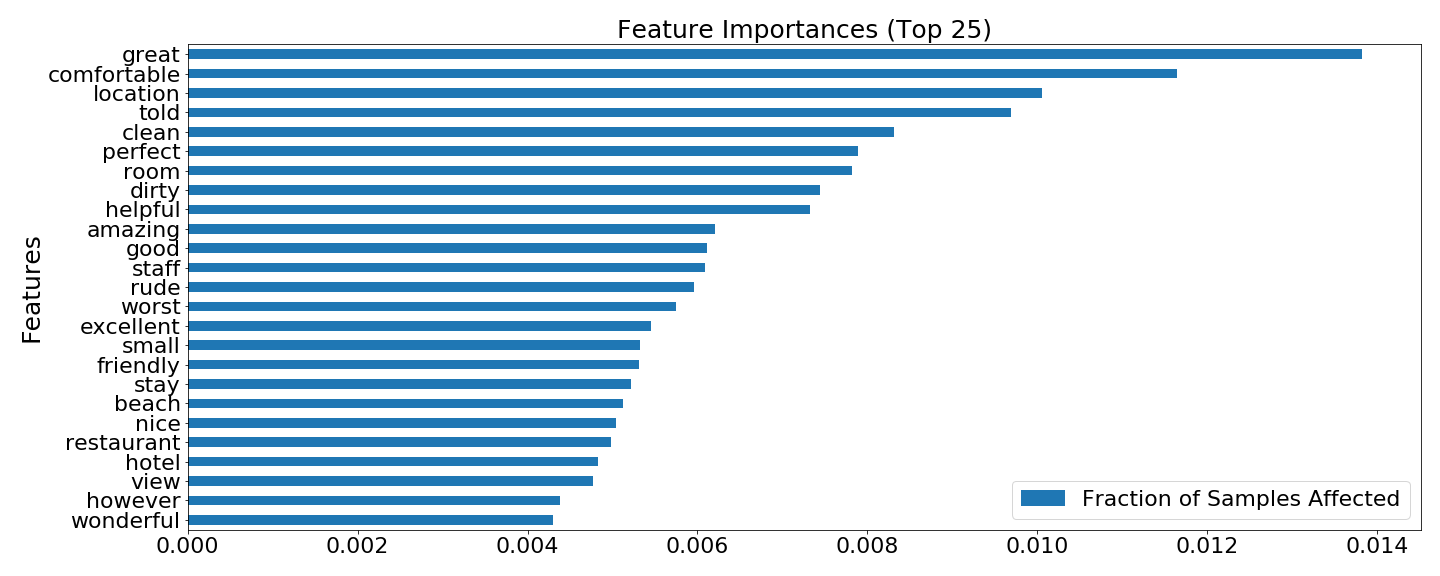 Feature Importances (Top 25)
great
comfortable
location
told
clean
perfect
room
dirty
helpful
amazing
good
staff
rude
worst
excellent
small
friendly
stay
beach
nice
restaurant
hotel
view
however
wonderful
Features
Fraction of Samples Affected
0.000 0.002 0.004 0.006 0.008 0.010 0.012 0.014